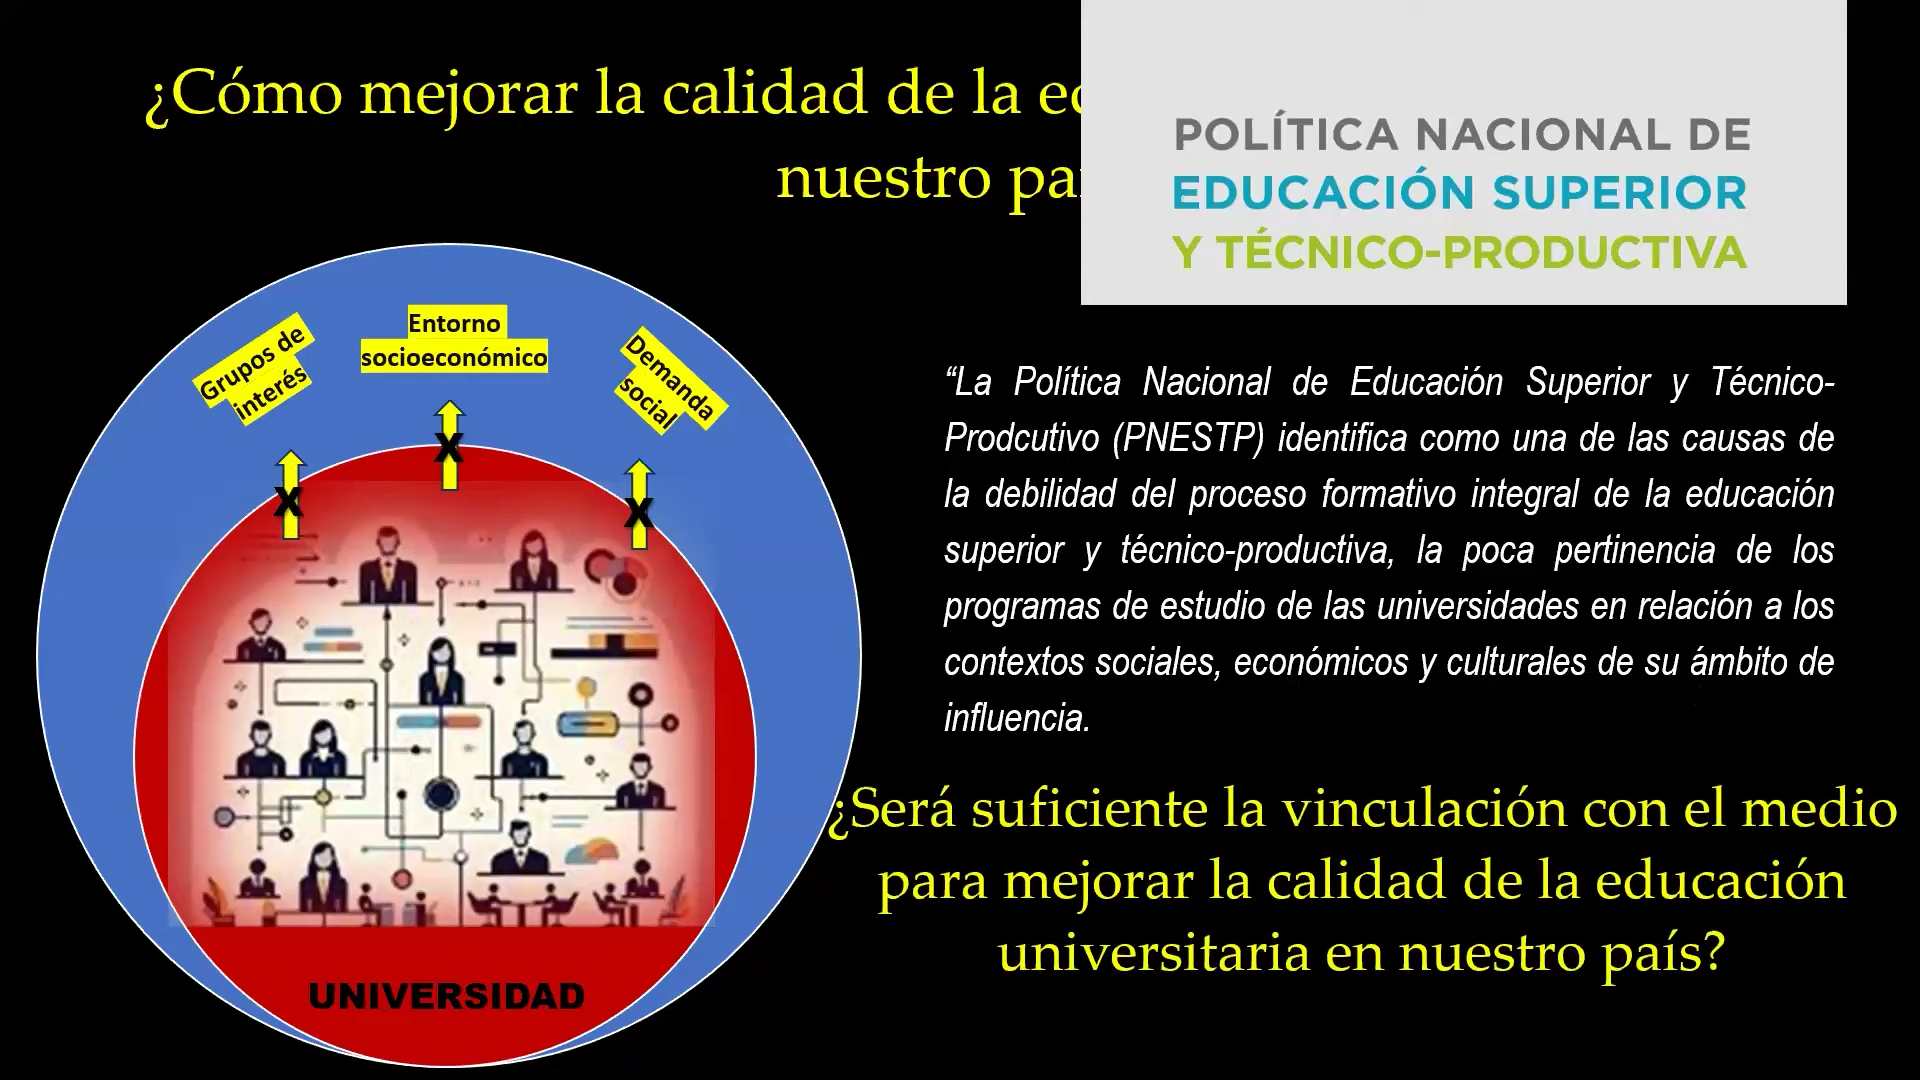 ¿Cómo mejorar la calidad de la
nuestro
POLÍTICA NACIONAL DE
EDUCACIÓN SUPERIOR
Y TÉCNICO-PRODUCTIVA
Grupos de
interés
Entorno
socioeconómico
Demanda
social
X
X
X
UNIVERSIDAD
“La Política Nacional de Educación Superior y Técnico-
Prodcutivo (PNESTP) identifica como una de las causas de
la debilidad del proceso formativo integral de la educación
superior y técnico-productiva, la poca pertinencia de los
programas de estudio de las universidades en relación a los
contextos sociales, económicos y culturales de su ámbito de
influencia.
¿Será suficiente la vinculación con el medio
para mejorar la calidad de la educación
universitaria en nuestro país?